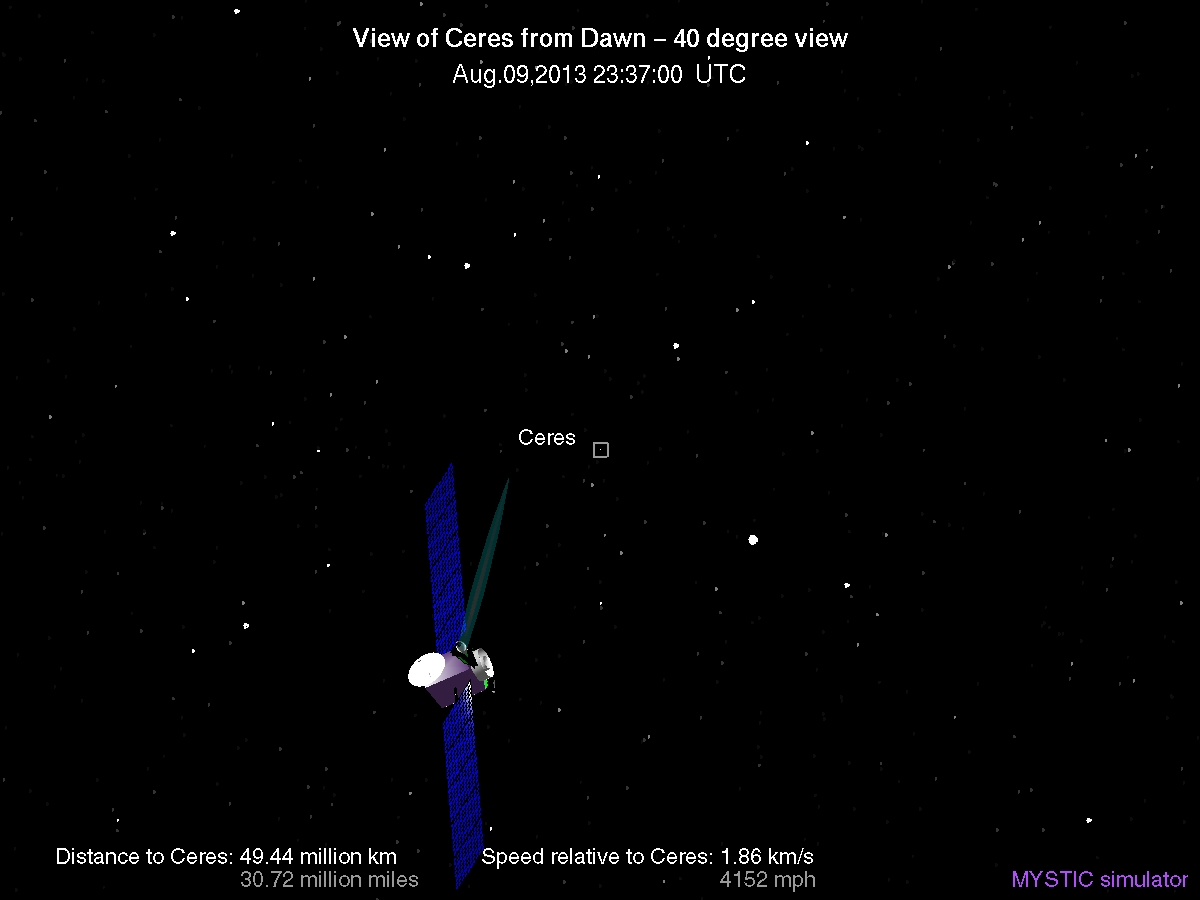 View of Ceres from Dawn – 40 degree view
Aug.09,2013 23:37:00 UTC
Ceres
Distance to Ceres: 49.44 million km
30.72 million miles
Speed relative to Ceres: 1.86 km/s
4152 mph
MYSTIC simulator